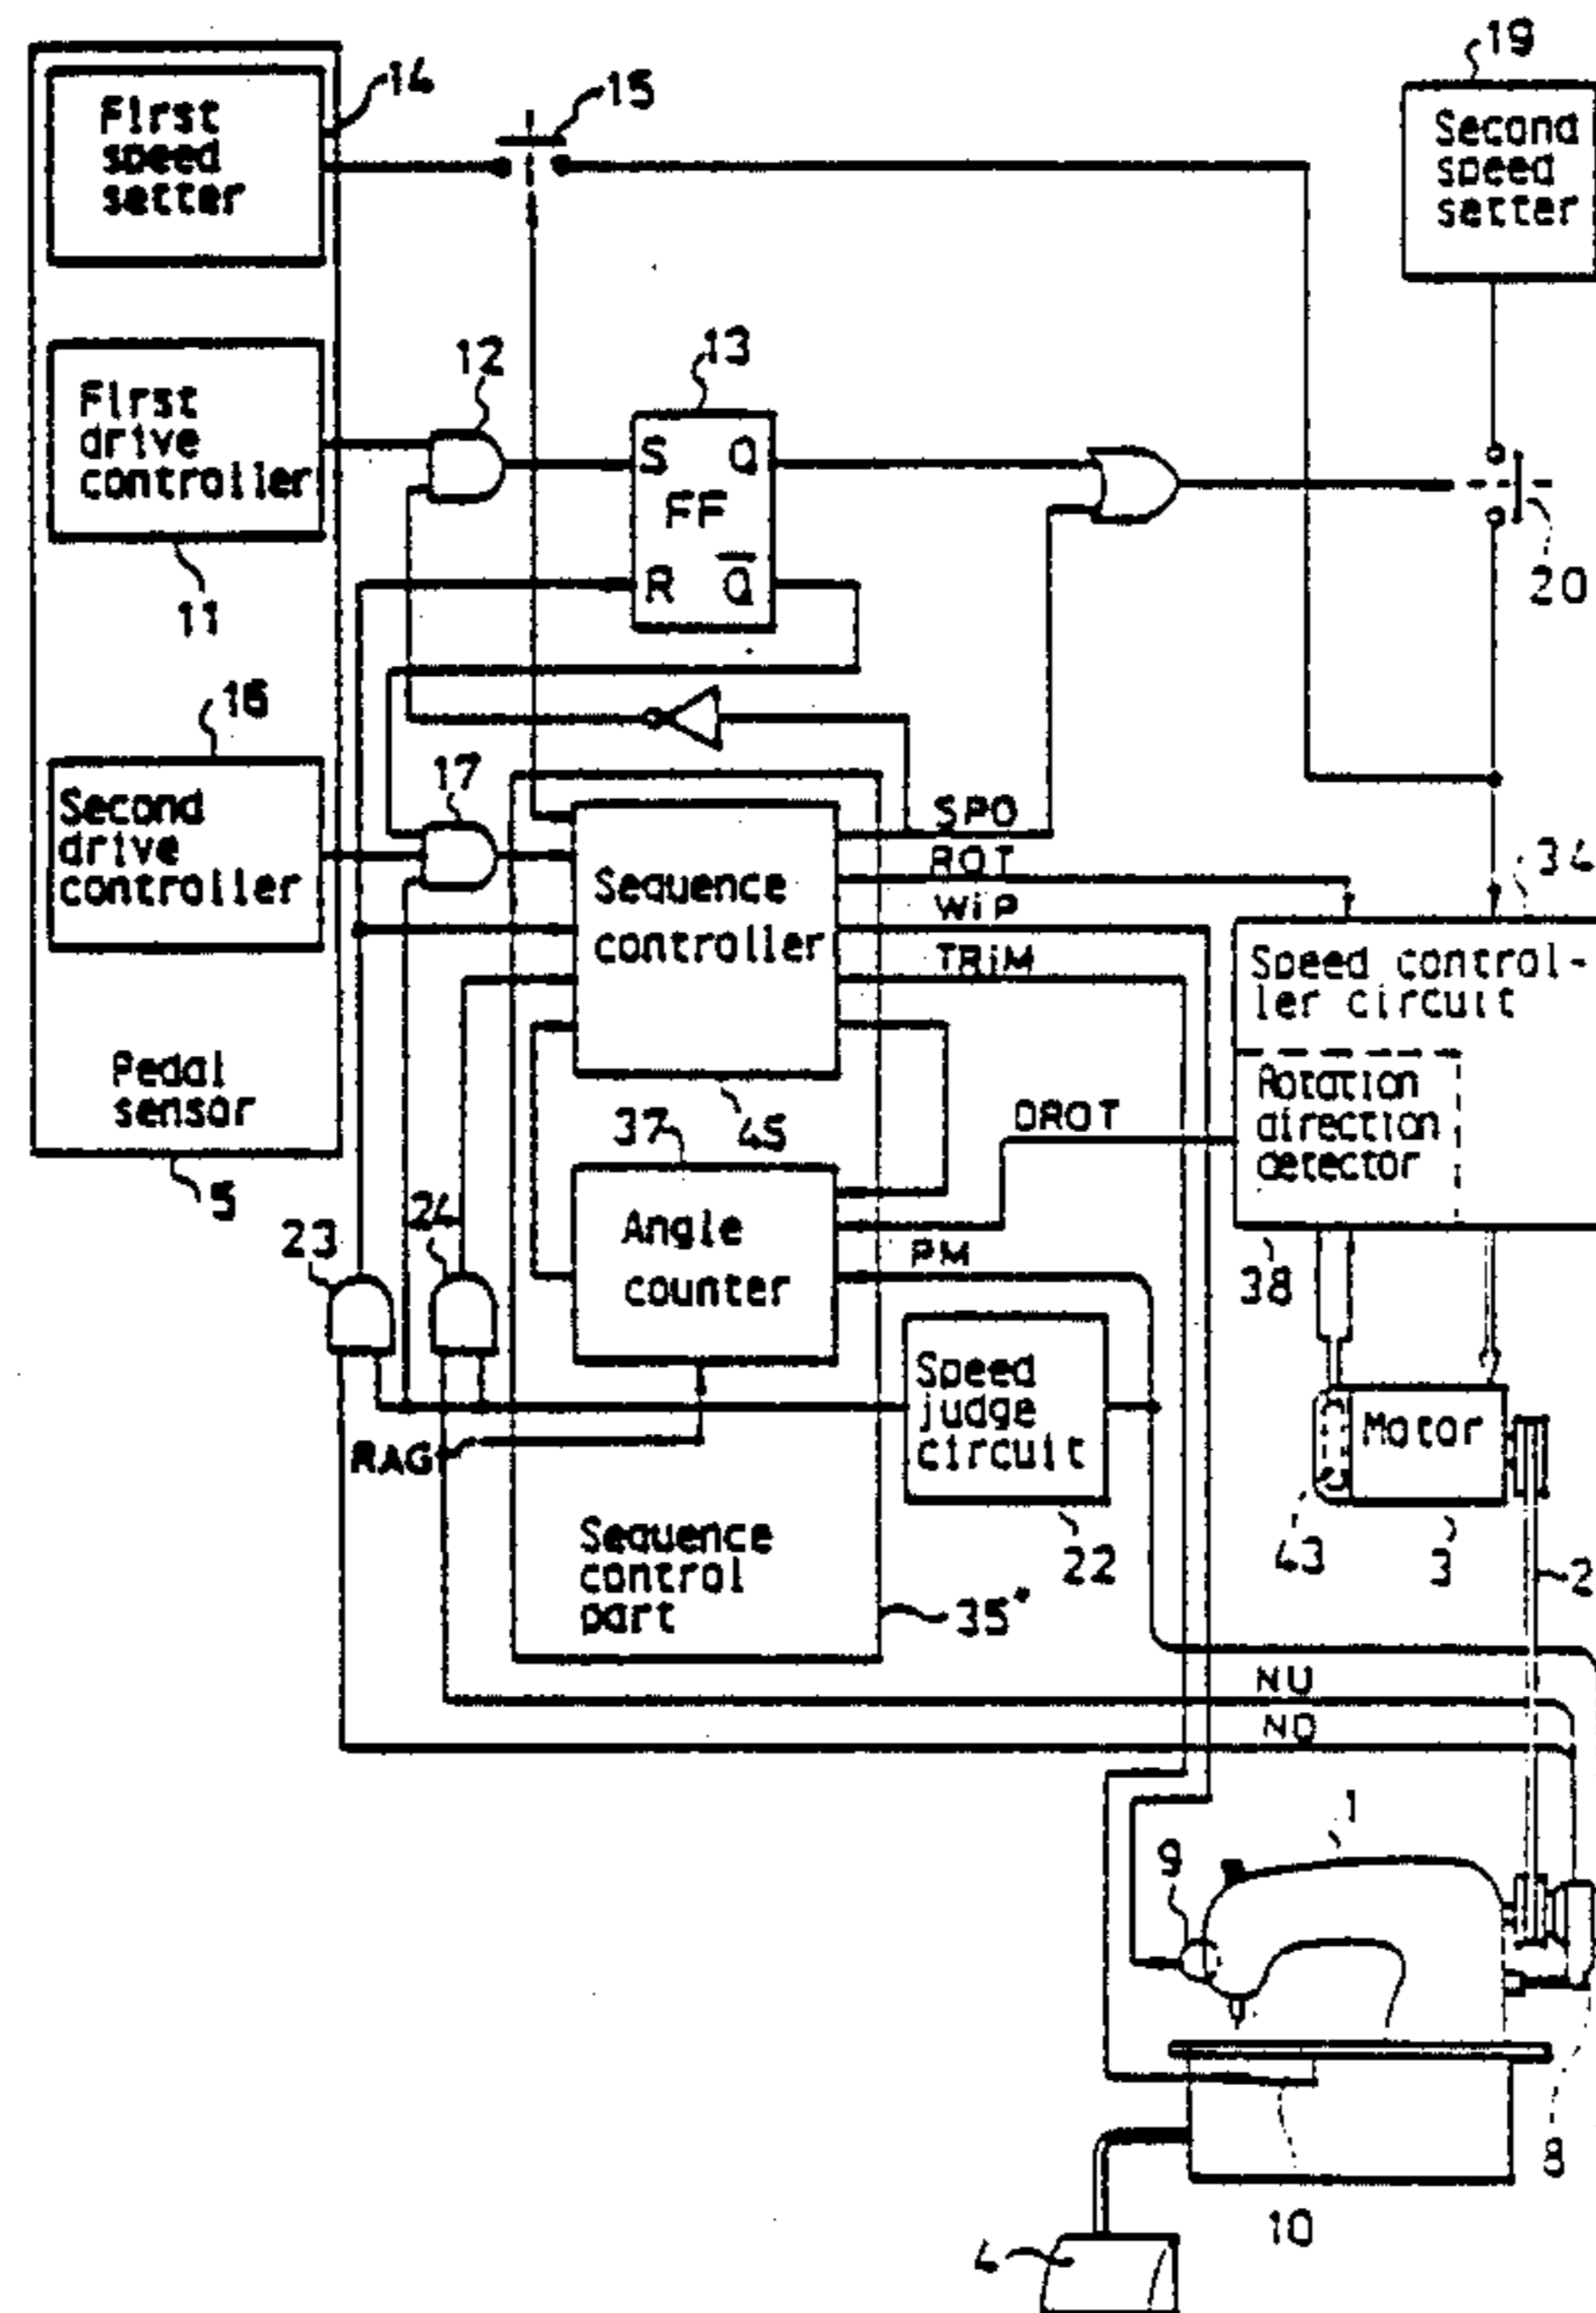 19
14
15
First
speed
setter
Second
speed
setter
12
13
First
drive
controller
S Q
FF
R Q
20
11
16
17
Second
drive
controller
SPO
ROT
WiP
TRiM
34
Sequence
controller
Speed control-
ler circuit
Pedal
sensor
Rotation
direction
detector
45
37
DROT
5
24
23
Angle
counter
PM
38
Speed
judge
circuit
Motor
RAG
Sequence
control
part
22
43
3
2
35
NU
ND
1
9
8
10
4